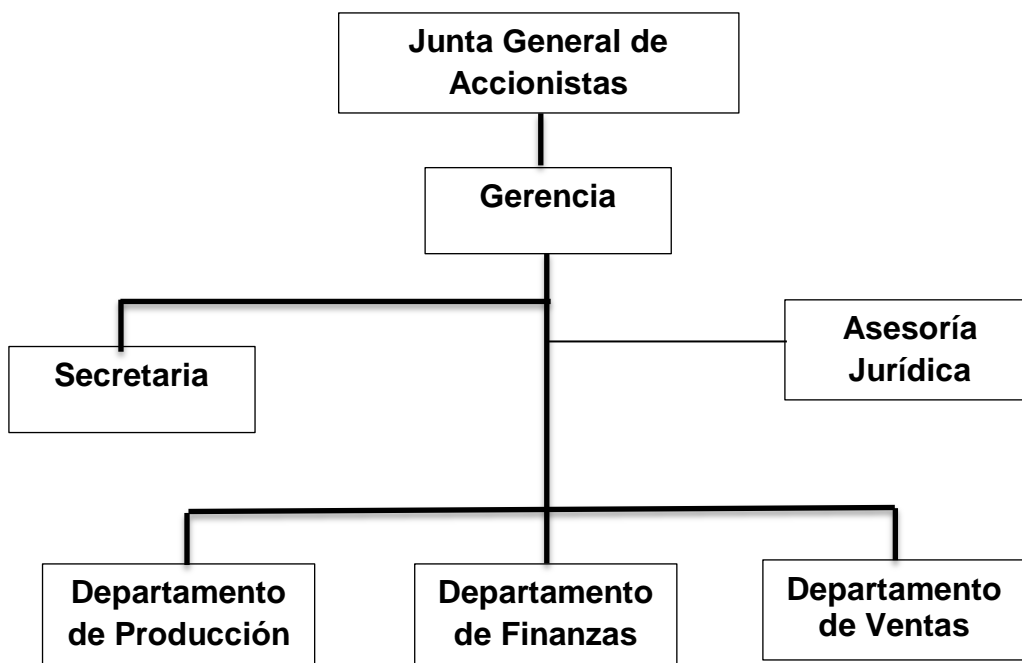 Junta General de
Accionistas
Gerencia
Asesoría
Jurídica
Secretaria
Departamento
de Producción
Departamento
de Finanzas
Departamento
de Ventas